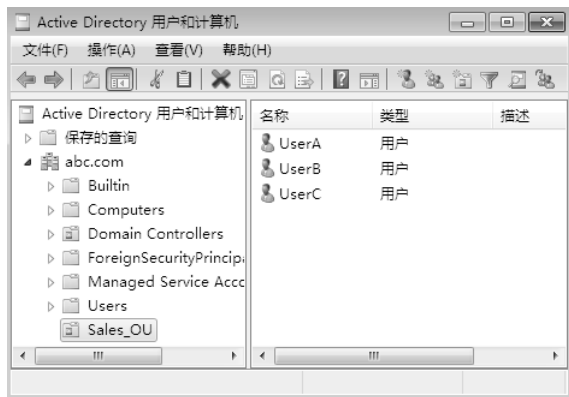 Active Directory 用户和计算机
文件(F) 操作(A) 查看(V) 帮助(H)
Active Directory 用户和计算机
保存的查询
abc.com
Builtin
Computers
Domain Controllers
ForeignSecurityPrincip
Managed Service Acc
Users
Sales_OU
名称 类型 描述
UserA 用户
UserB 用户
UserC 用户